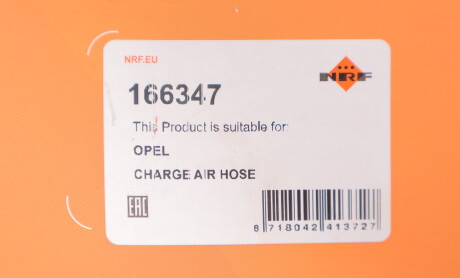 NRF.EU
NRF
166347
This Product is suitable for:
OPEL
CHARGE AIR HOSE
EAC
8 718042 413727